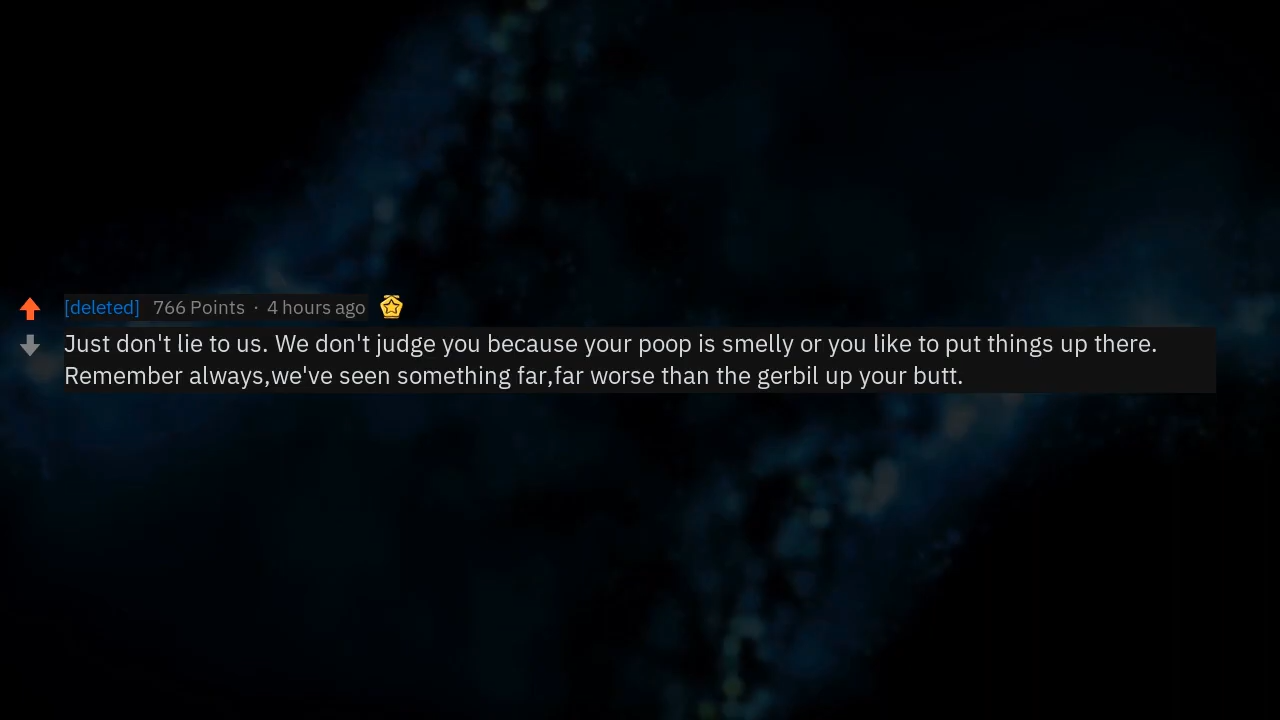 [deleted] 766 Points · 4 hours ago
Just don't lie to us. We don't judge you because your poop is smelly or you like to put things up there.
Remember always,we've seen something far,far worse than the gerbil up your butt.